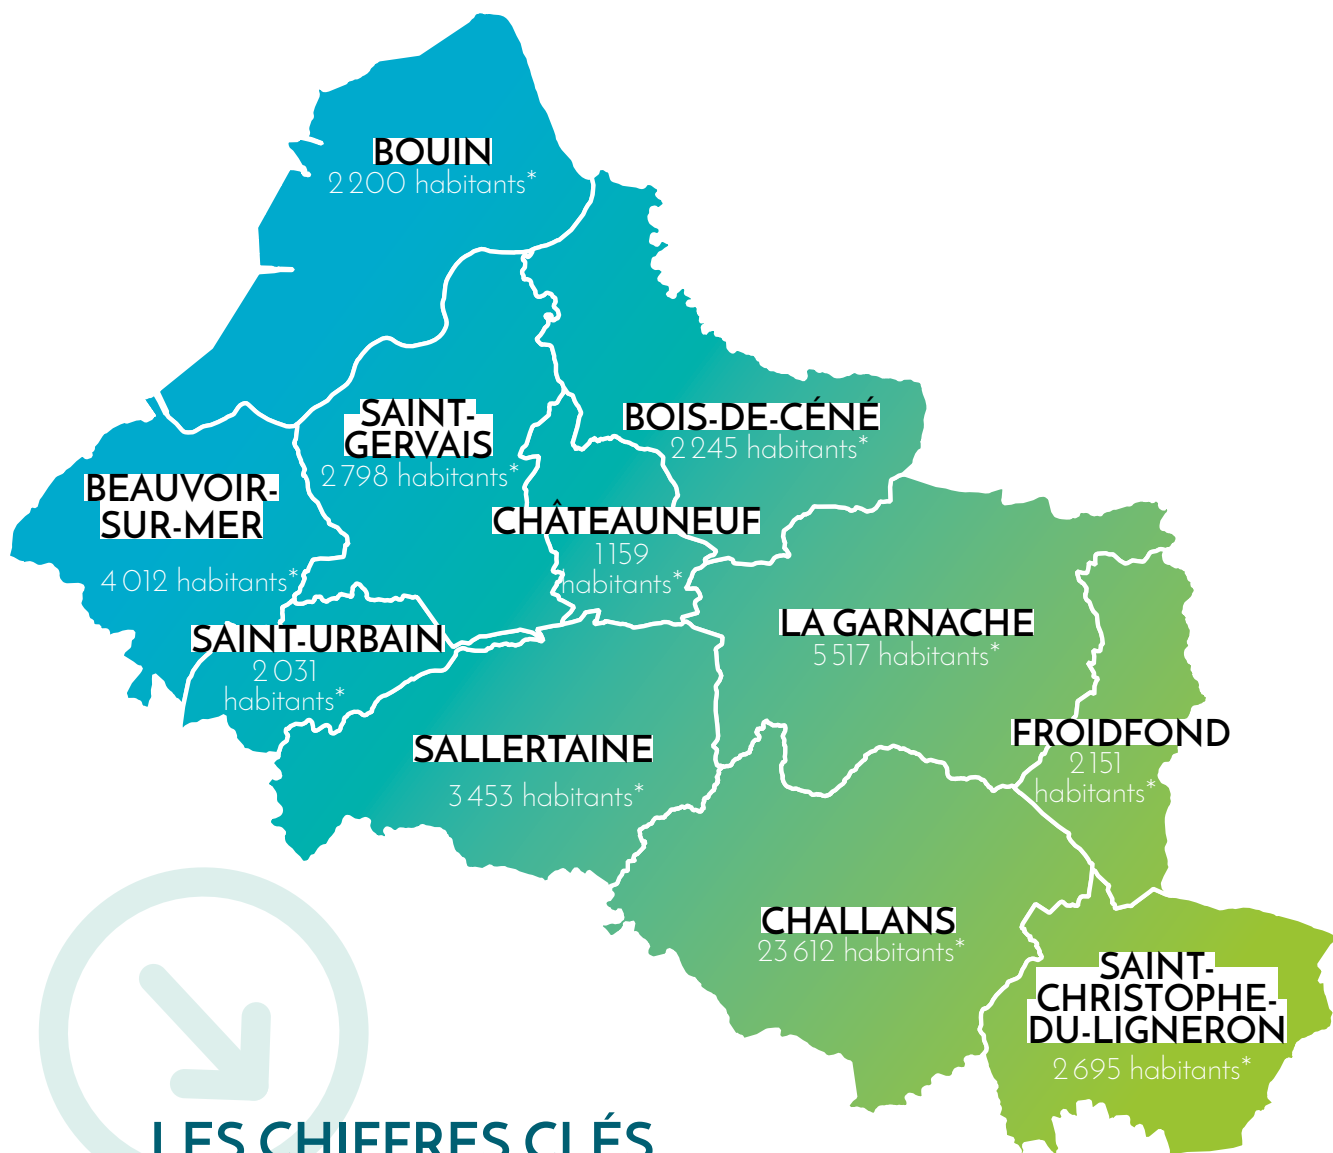 BOUIN
2 200 habitants*
SAINT-
GERVAIS
2 798 habitants*
BOIS-DE-CÉNÉ
2 245 habitants*
BEAUVOIR-
SUR-MER
4 012 habitants*
CHÂTEAUNEUF
1 159
habitants*
SAINT-URBAIN
2 031
habitants*
LA GARNACHE
5 517 habitants*
SALLERTAINE
3 453 habitants*
FROIDFOND
2 151
habitants*
CHALLANS
23 612 habitants*
SAINT-
CHRISTOPHE-
DU-LIGNERON
2 695 habitants*
LES CHIFFRES CLÉS